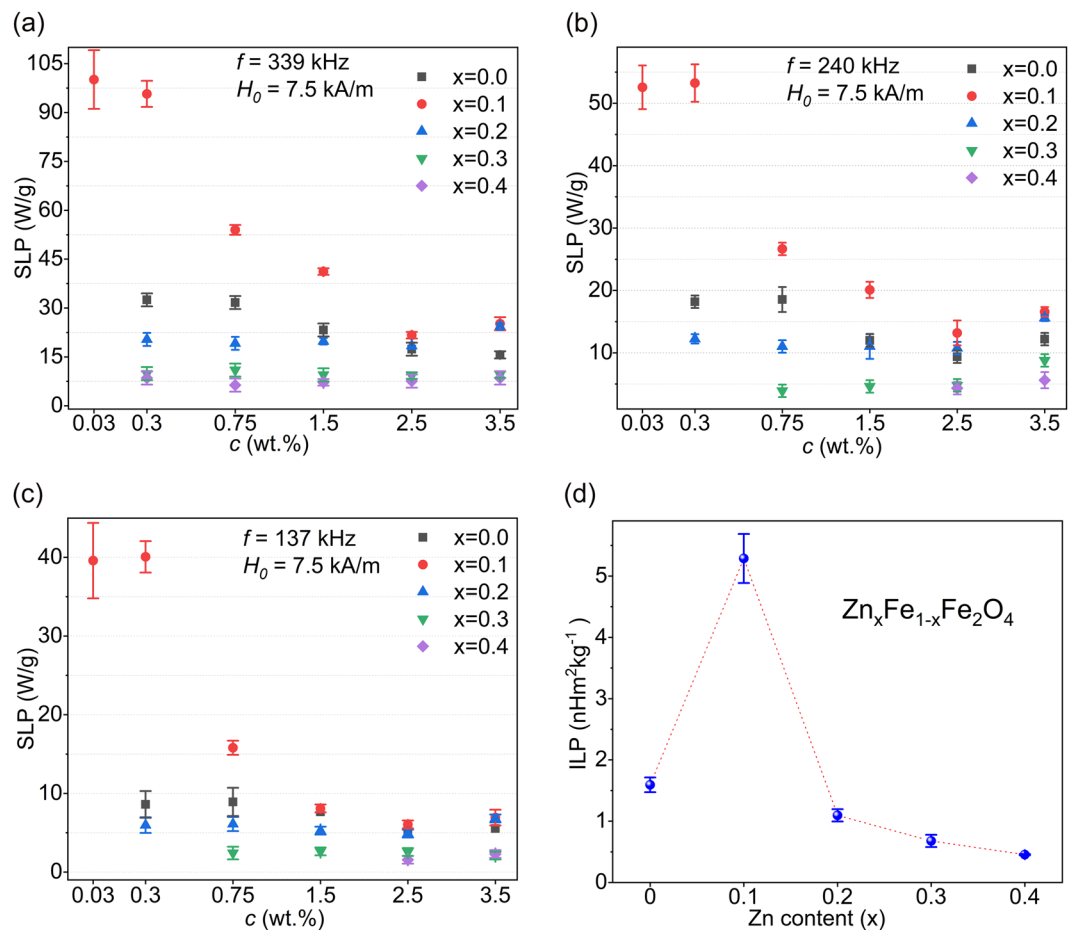 (a)
f = 339 kHz
H₀ = 7.5 kA/m
x=0.0
x=0.1
x=0.2
x=0.3
x=0.4
105
90
75
60
45
30
15
0
SLP (W/g)
0.03 0.3 0.75 1.5 2.5 3.5
c (wt.%)
(b)
f = 240 kHz
H₀ = 7.5 kA/m
x=0.0
x=0.1
x=0.2
x=0.3
x=0.4
50
40
30
20
10
SLP (W/g)
0.03 0.3 0.75 1.5 2.5 3.5
c (wt.%)
(c)
f = 137 kHz
H₀ = 7.5 kA/m
x=0.0
x=0.1
x=0.2
x=0.3
x=0.4
40
30
20
10
0
SLP (W/g)
0.03 0.3 0.75 1.5 2.5 3.5
c (wt.%)
(d)
ZnₓFe₁₋ₓFe₂O₄
5
4
3
2
1
0
ILP (nHm²kg⁻¹)
0 0.1 0.2 0.3 0.4
Zn content (x)